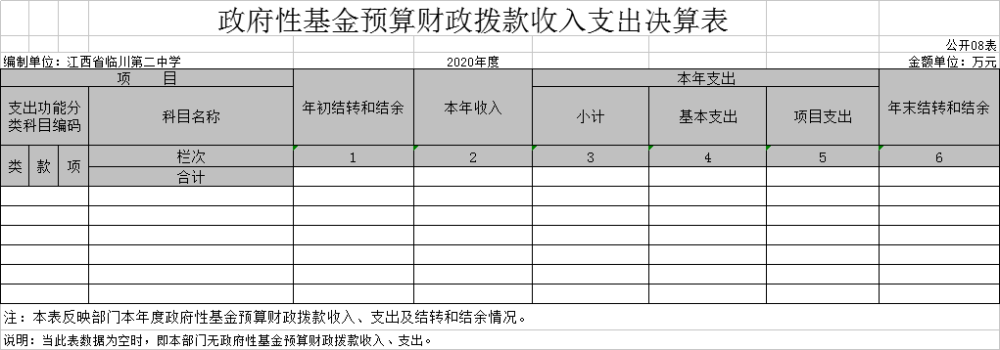 政府性基金预算财政拨款收入支出决算表
公开08表
编制单位：江西省临川第二中学 2020年度 金额单位：万元
项 目 年初结转和结余 本年收入 本年支出 年末结转和结余
支出功能分类科目编码 科目名称 小计 基本支出 项目支出
类 款 项 栏次 1 2 3 4 5 6
合计
注：本表反映部门本年度政府性基金预算财政拨款收入、支出及结转和结余情况。
说明：当此表数据为空时，即本部门无政府性基金预算财政拨款收入、支出。